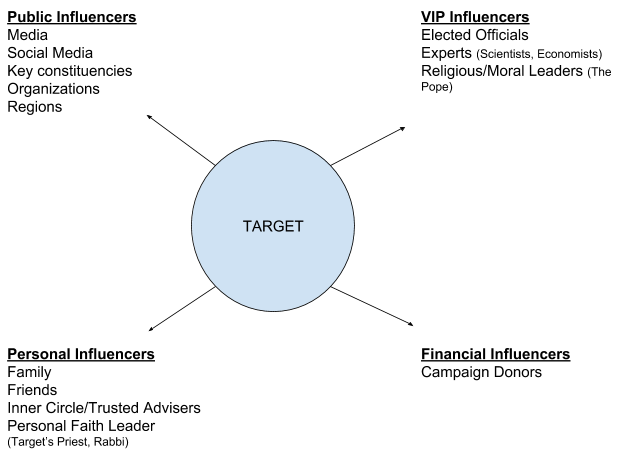 Public Influencers
Media
Social Media
Key constituencies
Organizations
Regions
VIP Influencers
Elected Officials
Experts (Scientists, Economists)
Religious/Moral Leaders (The
Pope)
TARGET
Personal Influencers
Family
Friends
Inner Circle/Trusted Advisers
Personal Faith Leader
(Target's Priest, Rabbi)
Financial Influencers
Campaign Donors